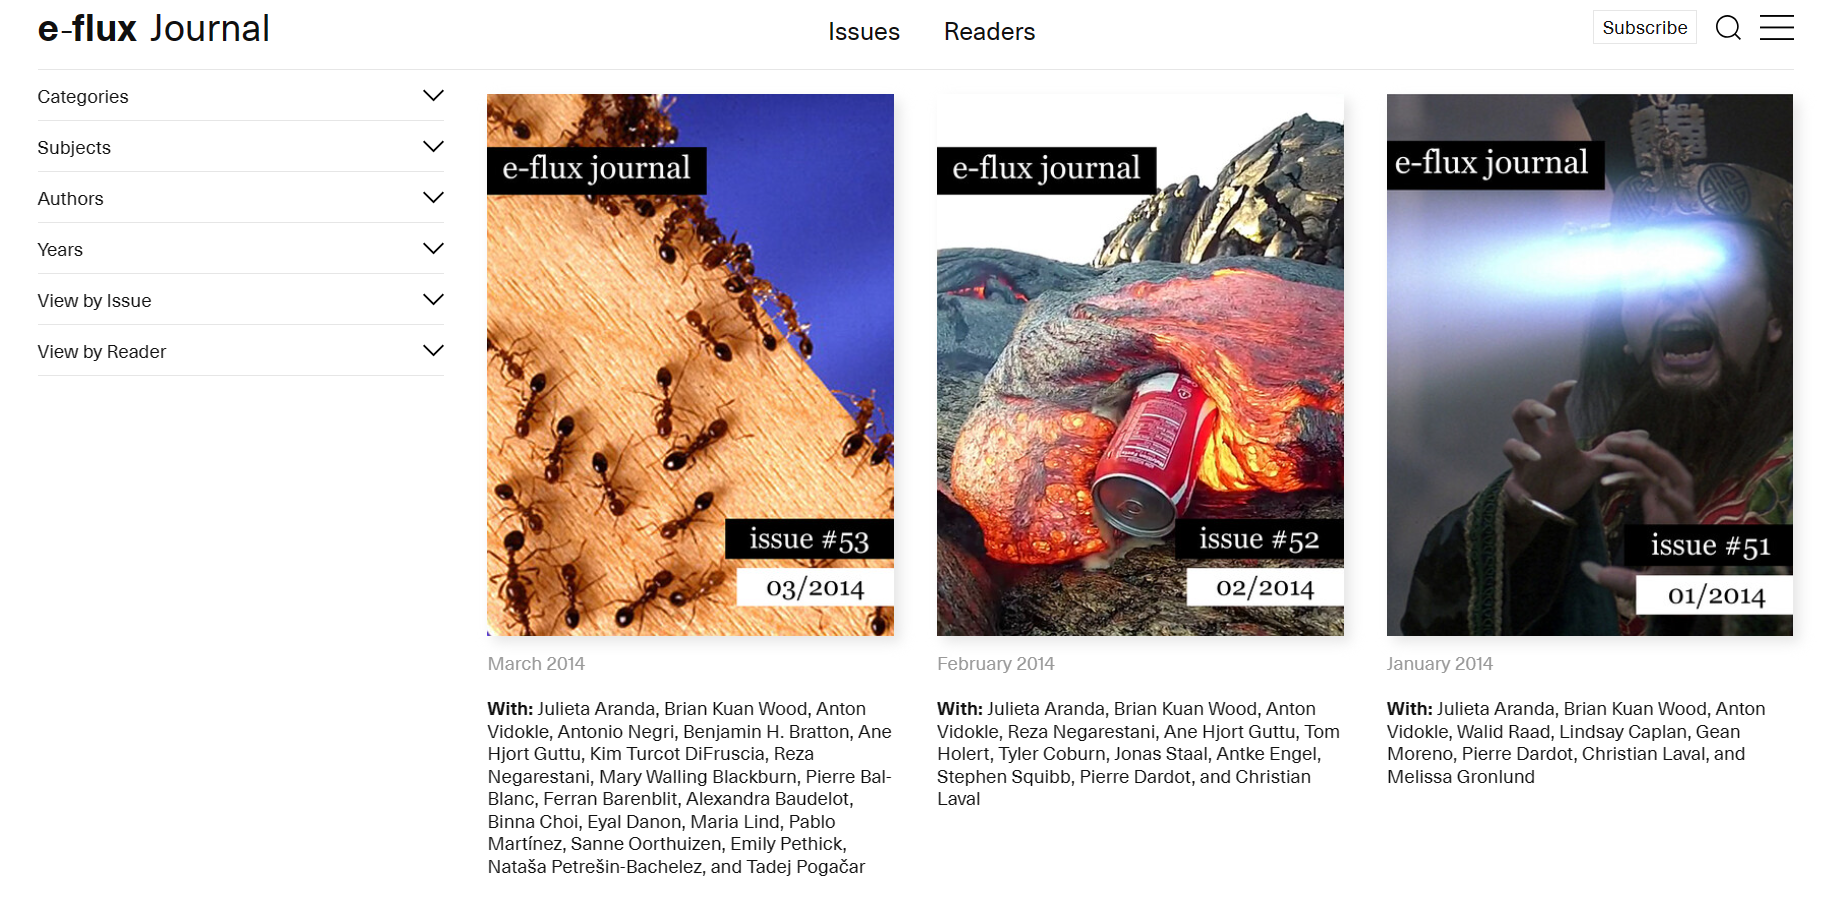 e-flux Journal
Issues
Readers
Subscribe
Categories
Subjects
Authors
Years
View by Issue
View by Reader
e-flux journal
issue #53
03/2014
March 2014
With: Julieta Aranda, Brian Kuan Wood, Anton
Vidokle, Antonio Negri, Benjamin H. Bratton, Ane
Hjort Guttu, Kim Turcot DiFruscia, Reza
Negarestani, Mary Walling Blackburn, Pierre Bal-
Blanc, Ferran Barenblit, Alexandra Baudelot,
Binna Choi, Eyal Danon, Maria Lind, Pablo
Martínez, Sanne Oorthuizen, Emily Pethick,
Nataša Petrešin-Bachelez, and Tadej Pogačar
e-flux journal
issue #52
02/2014
February 2014
With: Julieta Aranda, Brian Kuan Wood, Anton
Vidokle, Reza Negarestani, Ane Hjort Guttu, Tom
Holert, Tyler Coburn, Jonas Staal, Antke Engel,
Stephen Squibb, Pierre Dardot, and Christian
Laval
e-flux journal
issue #51
01/2014
January 2014
With: Julieta Aranda, Brian Kuan Wood, Anton
Vidokle, Walid Raad, Lindsay Caplan, Gean
Moreno, Pierre Dardot, Christian Laval, and
Melissa Gronlund